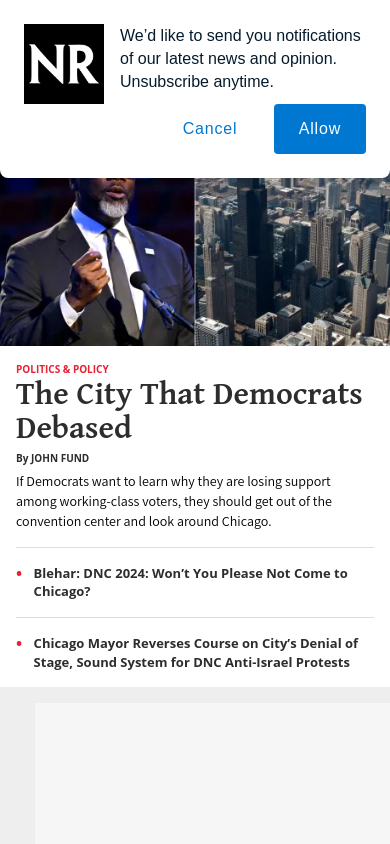 NR
We’d like to send you notifications
of our latest news and opinion.
Unsubscribe anytime.
Cancel
Allow
POLITICS & POLICY
The City That Democrats
Debased
By JOHN FUND
If Democrats want to learn why they are losing support
among working-class voters, they should get out of the
convention center and look around Chicago.
• Blehar: DNC 2024: Won’t You Please Not Come to
Chicago?
• Chicago Mayor Reverses Course on City’s Denial of
Stage, Sound System for DNC Anti-Israel Protests